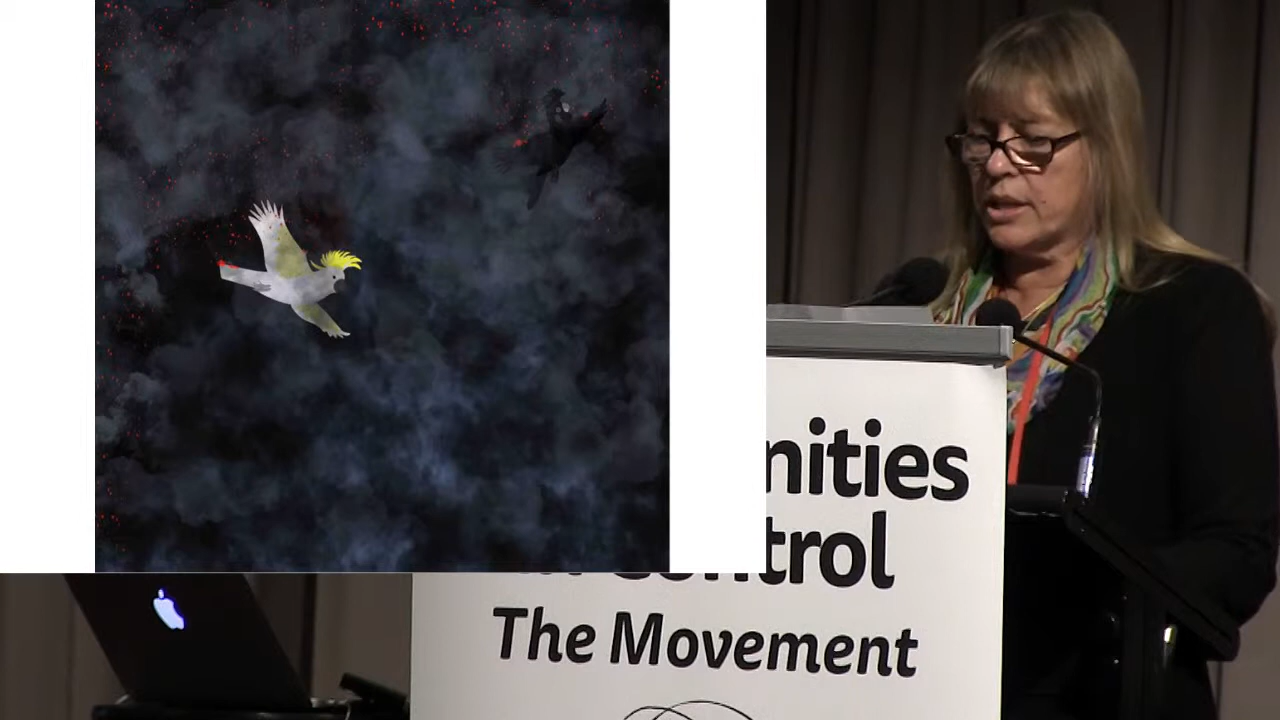 nities
trol
The Movement